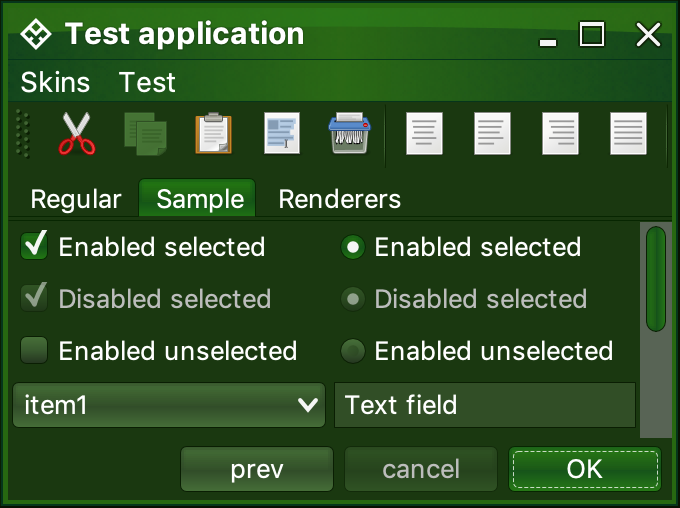 Test application
Skins Test
Regular Sample Renderers
Enabled selected Enabled selected
Disabled selected Disabled selected
Enabled unselected Enabled unselected
item1 Text field
prev cancel OK